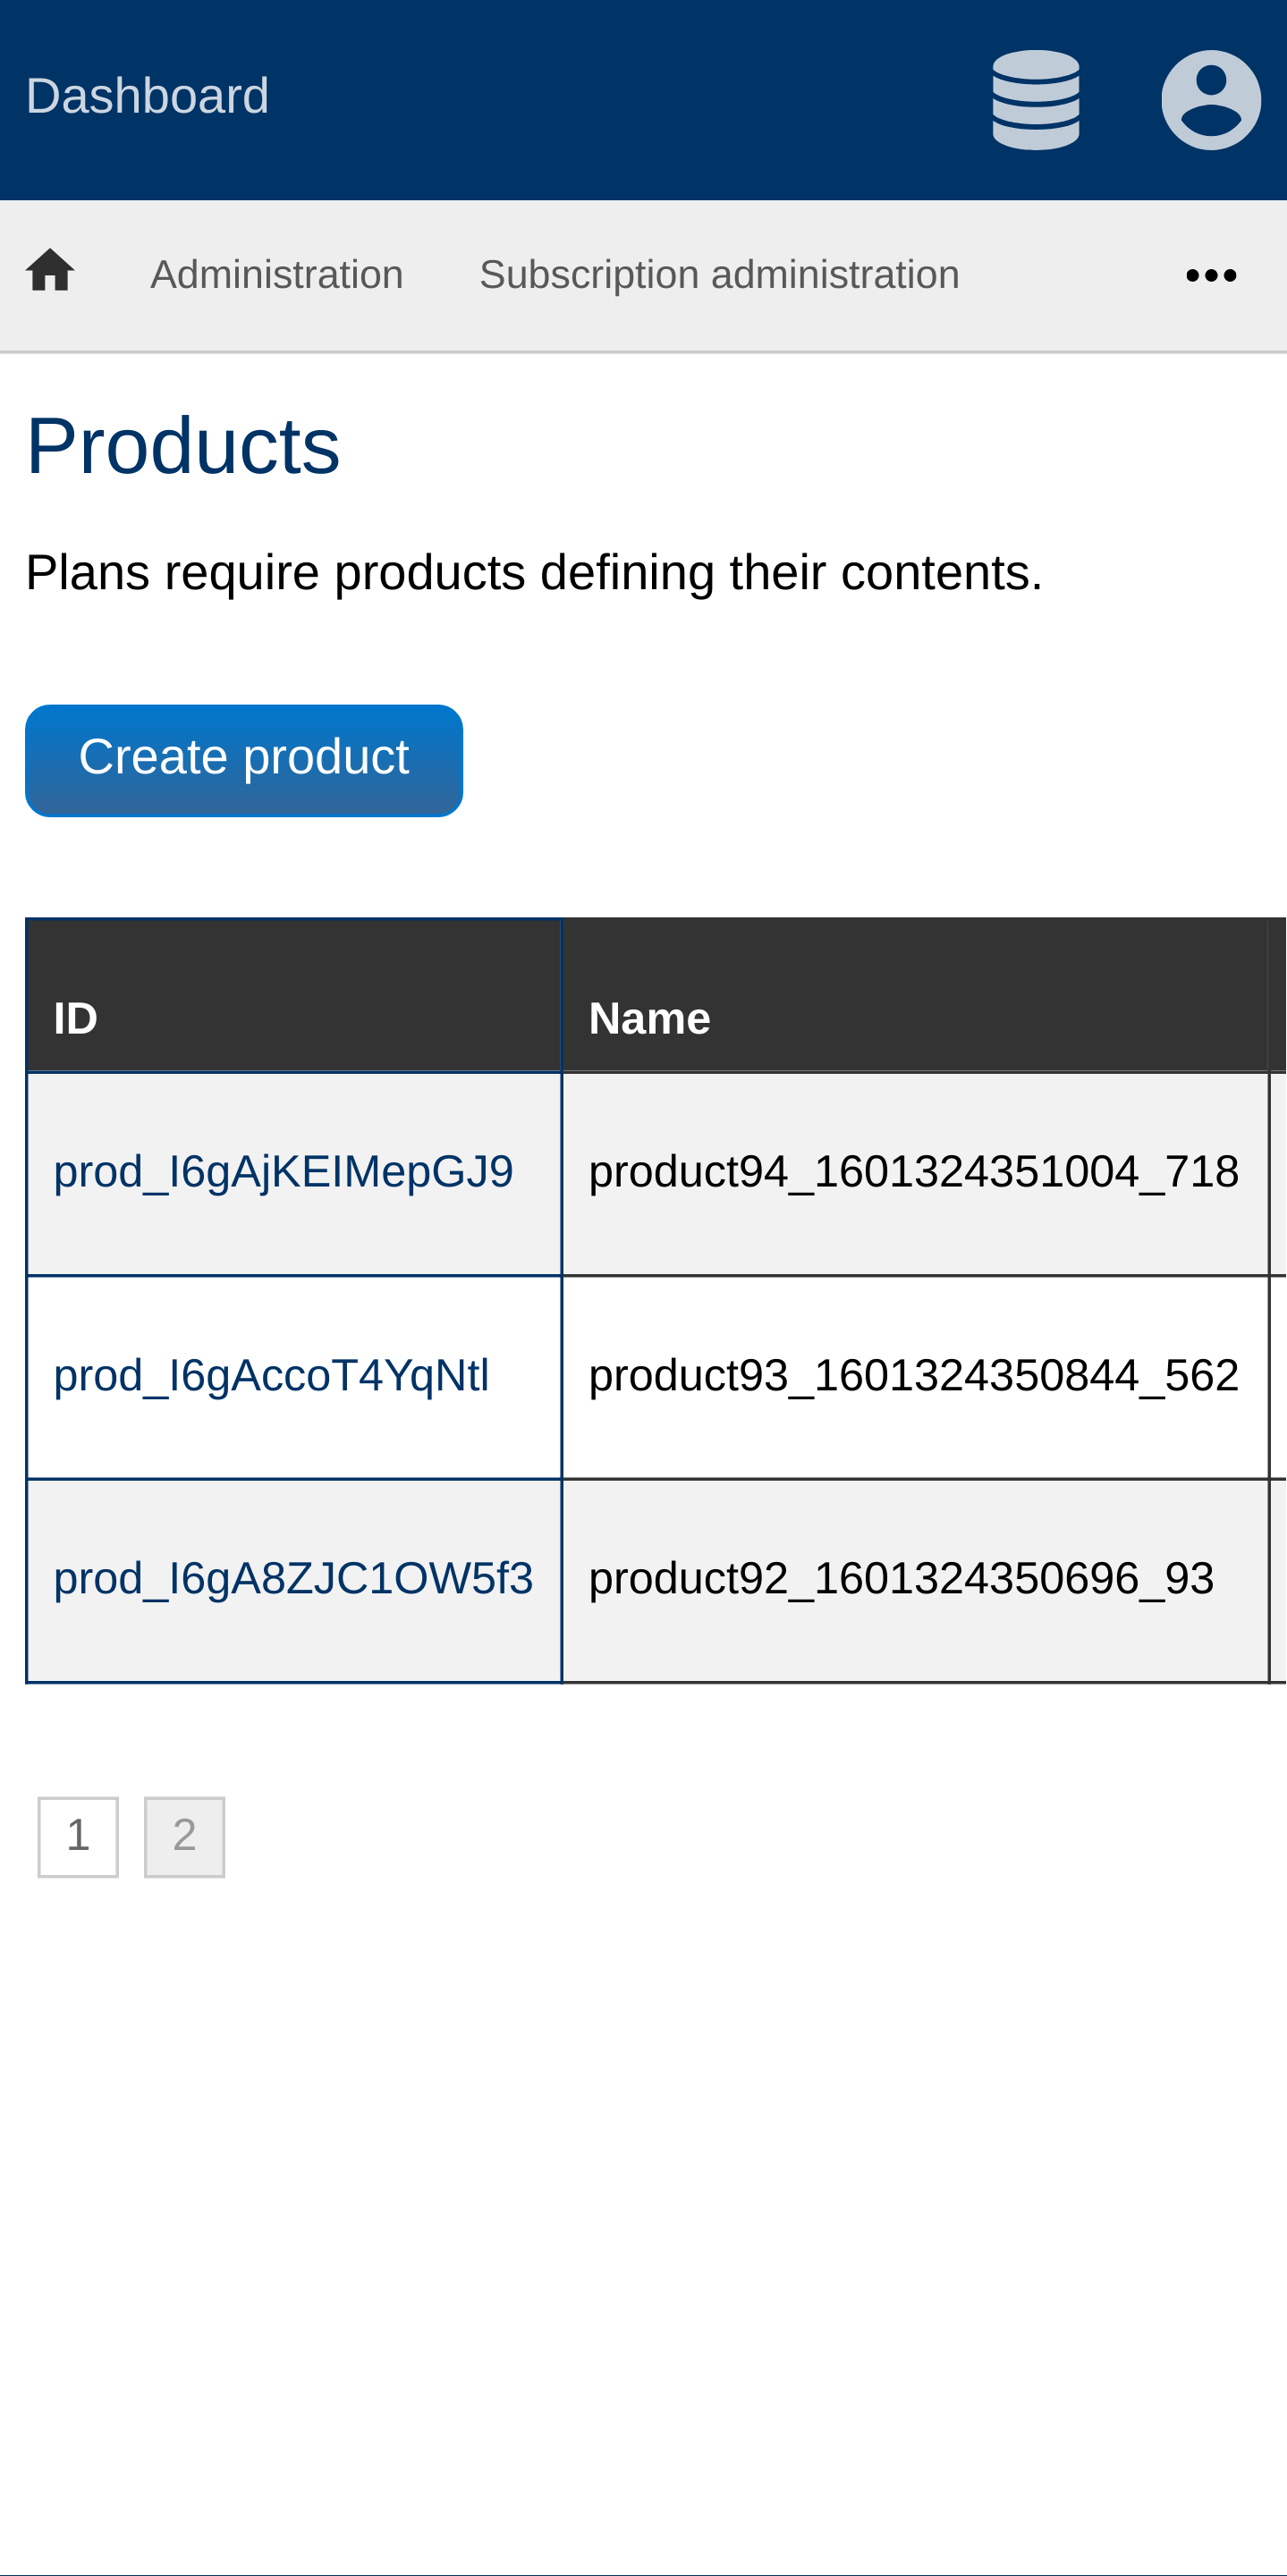 Dashboard
Administration Subscription administration
Products
Plans require products defining their contents.
Create product
ID Name
prod_I6gAjKEIMepGJ9 product94_1601324351004_718
prod_I6gAccoT4YqNtl product93_1601324350844_562
prod_I6gA8ZJC1OW5f3 product92_1601324350696_93
1 2